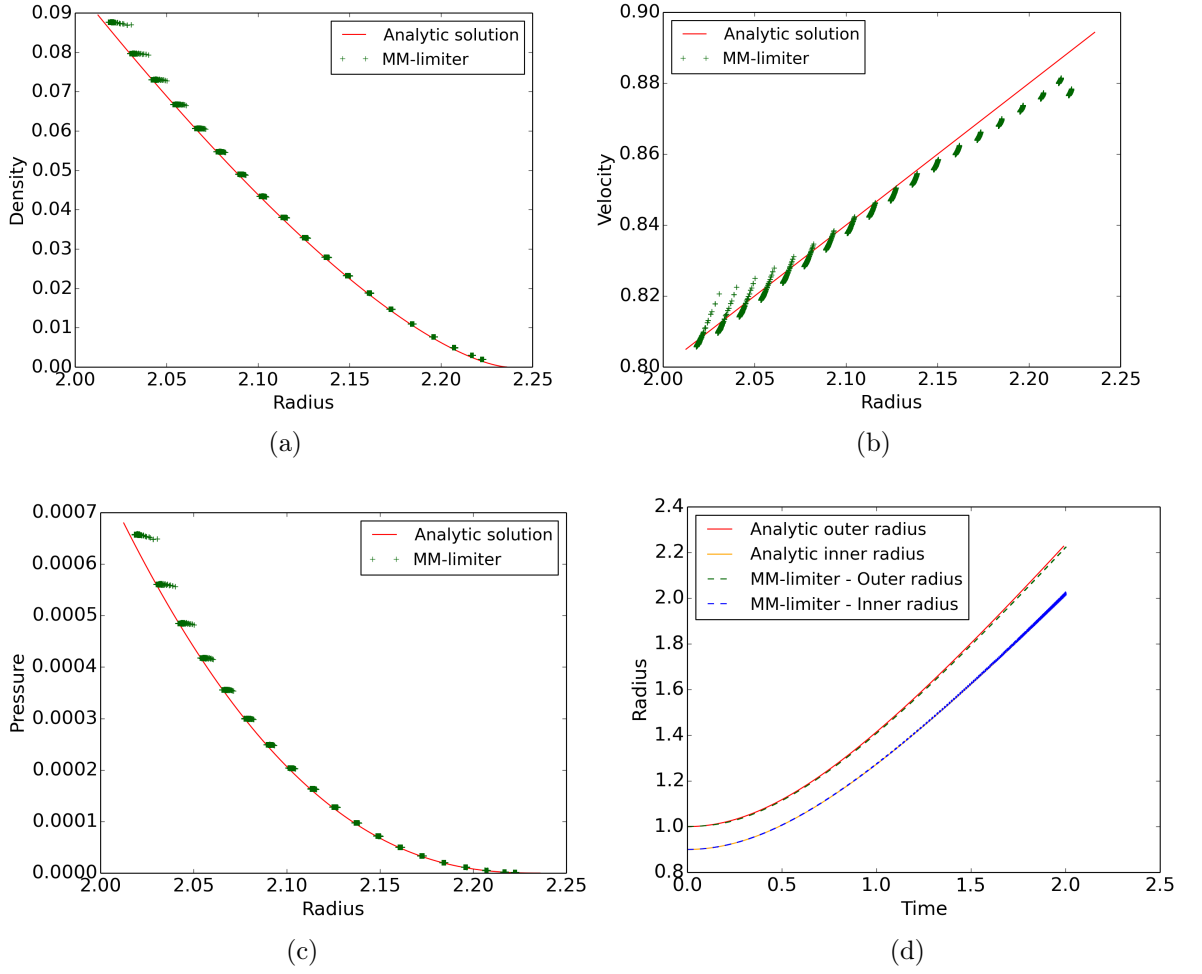 0.09
0.08
0.07
0.06
0.05
0.04
0.03
0.02
0.01
0.00
Density
2.00
2.05
2.10
2.15
2.20
2.25
Radius
Analytic solution
MM-limiter
(a)
0.90
0.88
0.86
0.84
0.82
0.80
Velocity
2.00
2.05
2.10
2.15
2.20
2.25
Radius
Analytic solution
MM-limiter
(b)
0.0007
0.0006
0.0005
0.0004
0.0003
0.0002
0.0001
0.0000
Pressure
2.00
2.05
2.10
2.15
2.20
2.25
Radius
Analytic solution
MM-limiter
(c)
2.4
2.2
2.0
1.8
1.6
1.4
1.2
1.0
0.8
Radius
0.0
0.5
1.0
1.5
2.0
2.5
Time
Analytic outer radius
Analytic inner radius
MM-limiter - Outer radius
MM-limiter - Inner radius
(d)